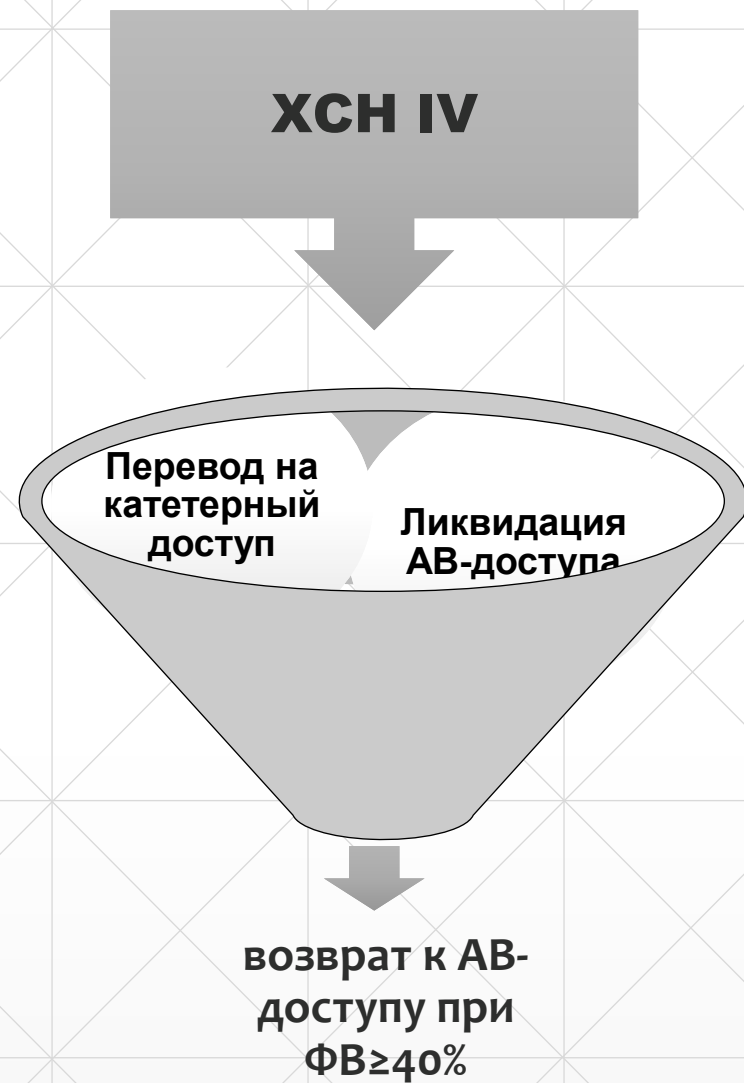 ХСН IV
Перевод на
катетерный
доступ
Ликвидация
АВ-доступа
возврат к АВ-
доступу при
ФВ≥40%